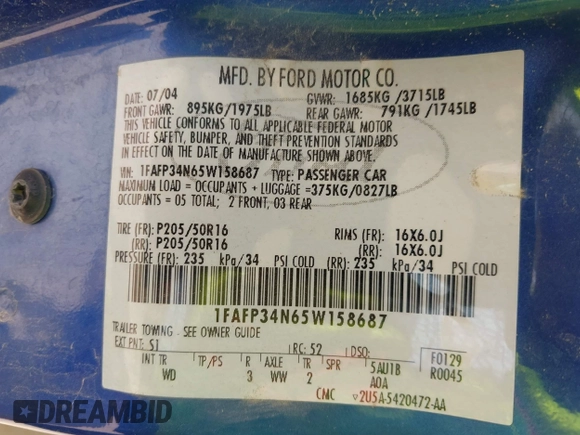 MFD. BY FORD MOTOR CO.
DATE: 07/04 GVWR: 1685KG /3715LB
FRONT GAWR: 895KG/1975LB REAR GAWR: 791KG /1745LB
THIS VEHICLE CONFORMS TO ALL APPLICABLE FEDERAL MOTOR
VEHICLE SAFETY, BUMPER, AND THEFT PREVENTION STANDARDS
IN EFFECT ON THE DATE OF MANUFACTURE SHOWN ABOVE.
VIN: 1FAFP34N65W158687 TYPE: PASSENGER CAR
MAXIMUM LOAD = OCCUPANTS + LUGGAGE =375KG/0827LB
OCCUPANTS = 05 TOTAL; 2 FRONT, 03 REAR
TIRE (FR): P205/50R16 RIMS (FR): 16X6.0J
(RR): P205/50R16 (RR): 16X6.0J
PRESSURE (FR): 235 kPa/34 PSI COLD (RR): 235 kPa/34 PSI COLD
1FAFP34N65W158687
TRAILER TOWING - SEE OWNER GUIDE
EXT PNT: S1 RC: 52 DSO: F0129
INT TR TP/PS R AXLE TR SPR 5AU1B R0045
WD 3 WW 2 AOA
CMC V2U5A-5420472-AA
DREAMBID